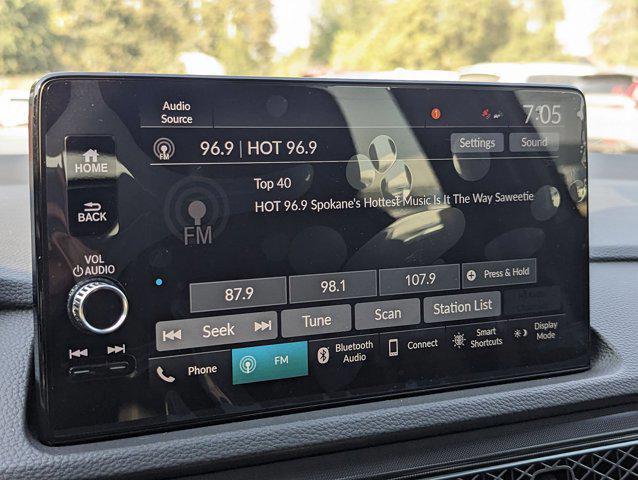 Audio
Source
1
7:05
HOME
FM
96.9 | HOT 96.9
Settings
Sound
BACK
FM
Top 40
HOT 96.9 Spokane's Hottest Music Is It The Way Saweetie
VOL
AUDIO
87.9
98.1
107.9
+ Press & Hold
Seek
Tune
Scan
Station List
Phone
FM
Bluetooth
Audio
Connect
Smart
Shortcuts
Display
Mode